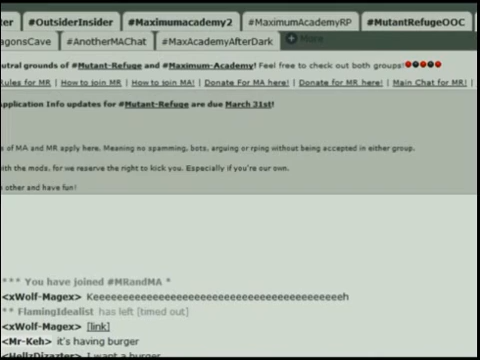 ter #OutsiderInsider #Maximumacademy2 #MaximumAcademyRP #MutantRefugeOOC
agonsCave #AnotherMAChat #MaxAcademyAfterDark More
utral grounds of #Mutant-Refuge and #Maximum-Academy! Feel free to check out both groups!
Rules for MR | How to join MR | How to join MA! | Donate For MA here! | Donate for MR here! | Main Chat for MR! |
Application Info updates for #Mutant-Refuge are due March 31st!
s of MA and MR apply here. Meaning no spamming, bots, arguing or rping without being accepted in either group.
with the mods, for we reserve the right to kick you. Especially if you're our own.
h other and have fun!
*** You have joined #MRandMA *
<xWolf-Magex> Keeeeeeeeeeeeeeeeeeeeeeeeeeeeeeeeeeeeeeeeeh
** FlamingIdealist has left [timed out]
<xWolf-Magex> [link]
<Mr-Keh> it's having burger
<HellzDizazter> I want a burger